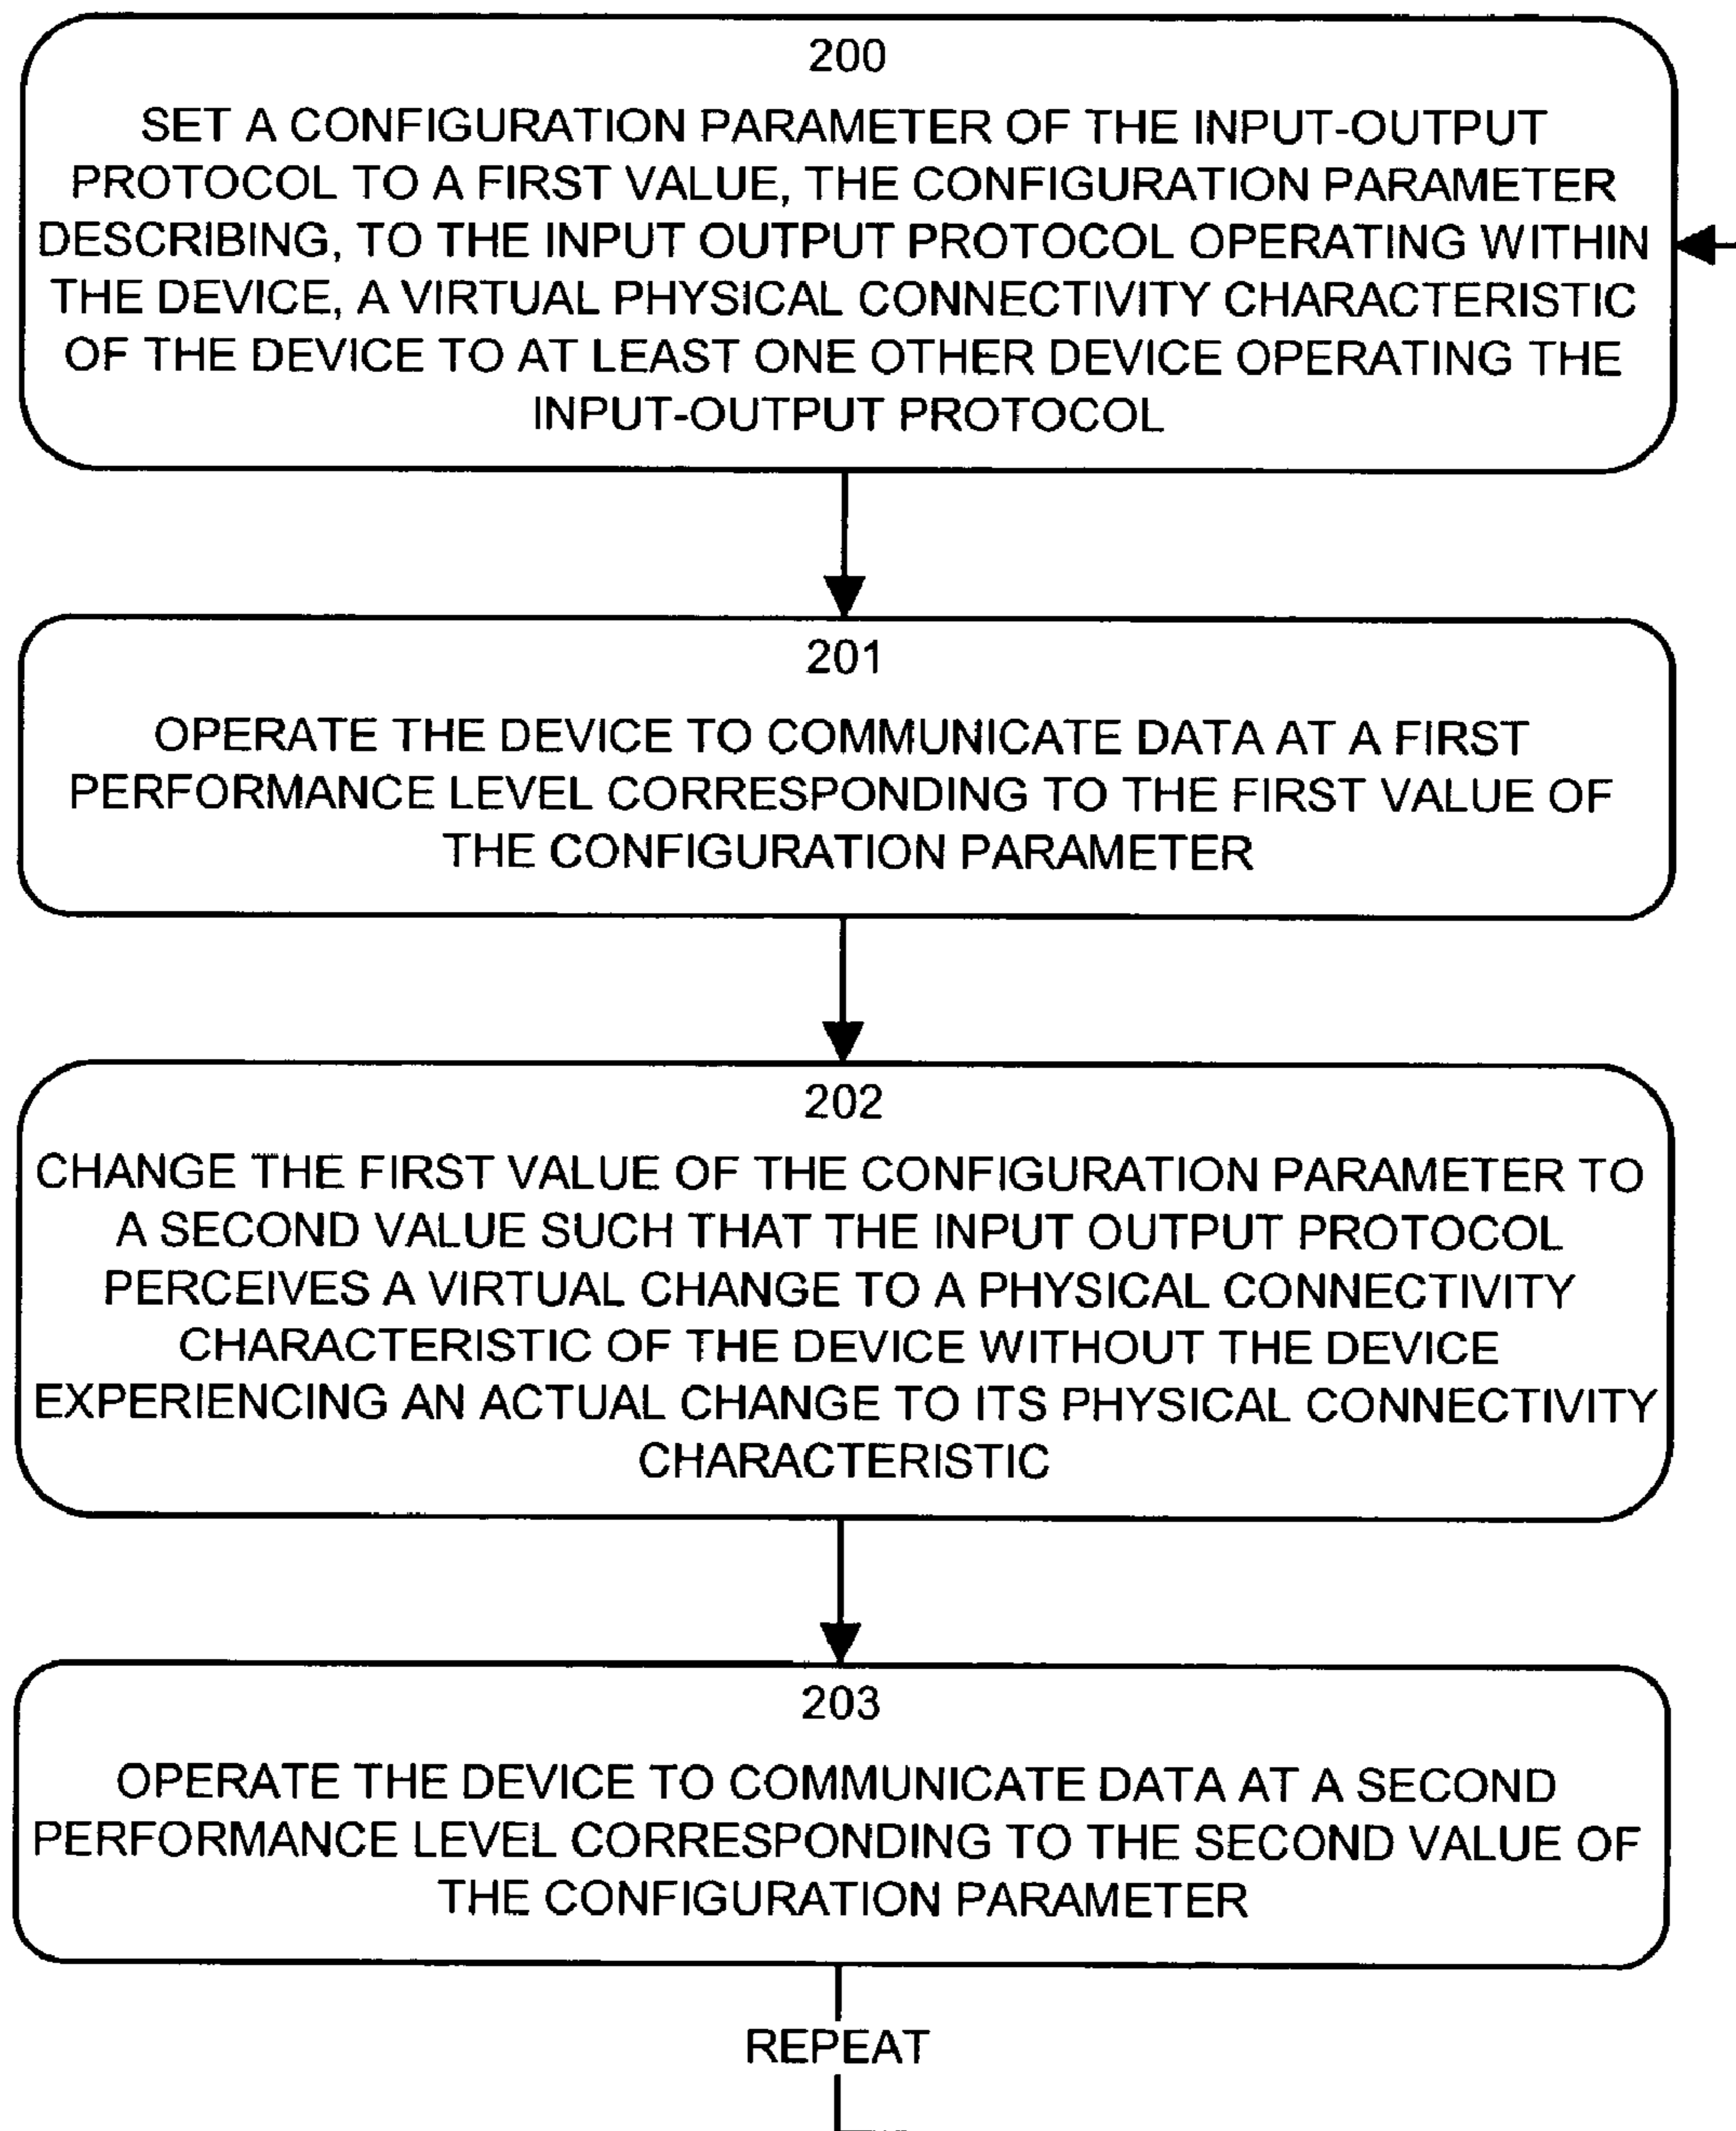 200
SET A CONFIGURATION PARAMETER OF THE INPUT-OUTPUT
PROTOCOL TO A FIRST VALUE, THE CONFIGURATION PARAMETER
DESCRIBING, TO THE INPUT OUTPUT PROTOCOL OPERATING WITHIN
THE DEVICE, A VIRTUAL PHYSICAL CONNECTIVITY CHARACTERISTIC
OF THE DEVICE TO AT LEAST ONE OTHER DEVICE OPERATING THE
INPUT-OUTPUT PROTOCOL
201
OPERATE THE DEVICE TO COMMUNICATE DATA AT A FIRST
PERFORMANCE LEVEL CORRESPONDING TO THE FIRST VALUE OF
THE CONFIGURATION PARAMETER
202
CHANGE THE FIRST VALUE OF THE CONFIGURATION PARAMETER TO
A SECOND VALUE SUCH THAT THE INPUT OUTPUT PROTOCOL
PERCEIVES A VIRTUAL CHANGE TO A PHYSICAL CONNECTIVITY
CHARACTERISTIC OF THE DEVICE WITHOUT THE DEVICE
EXPERIENCING AN ACTUAL CHANGE TO ITS PHYSICAL CONNECTIVITY
CHARACTERISTIC
203
OPERATE THE DEVICE TO COMMUNICATE DATA AT A SECOND
PERFORMANCE LEVEL CORRESPONDING TO THE SECOND VALUE OF
THE CONFIGURATION PARAMETER
REPEAT